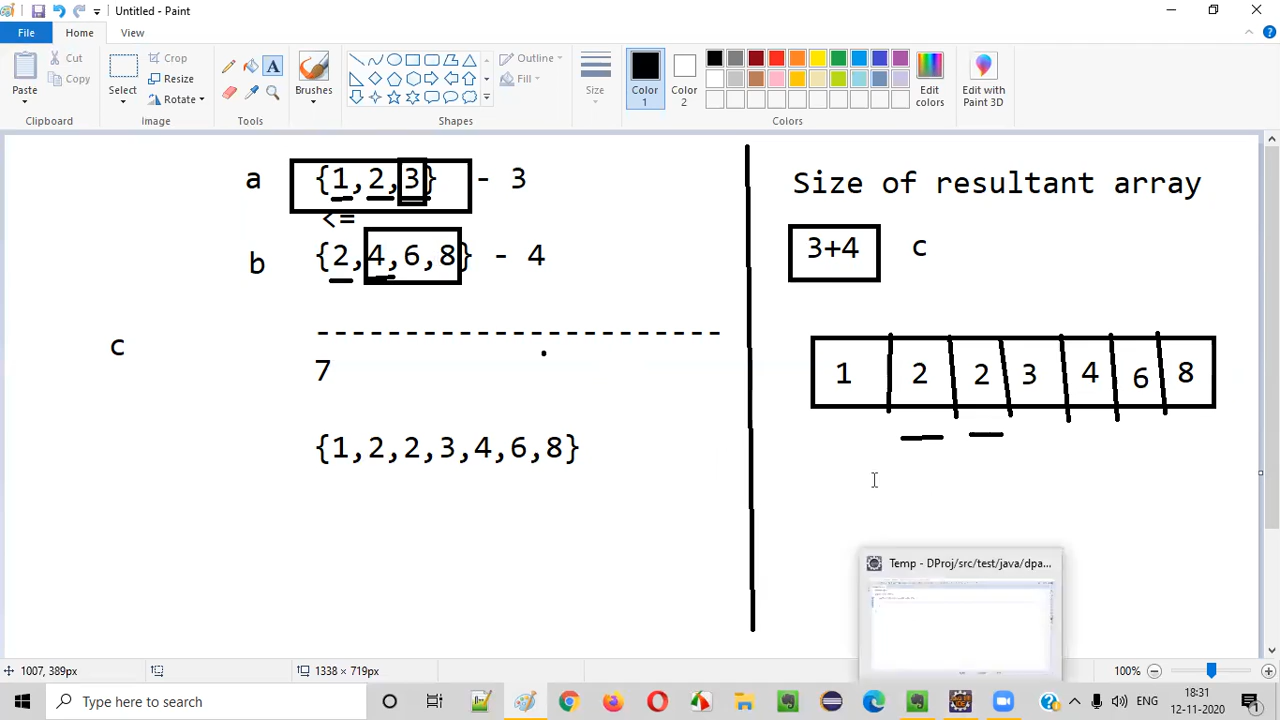 Untitled - Paint
File
Home
View
Paste
Cut
Copy
Clipboard
Select
Crop
Resize
Rotate
Image
A
Tools
Brushes
Outline
Fill
Shapes
Size
Color
1
Color
2
Edit
colors
Edit with
Paint 3D
Colors
a {1,2,3} - 3
<=
b {2,4,6,8} - 4
-----------------------
c
7
{1,2,2,3,4,6,8}
Size of resultant array
3+4 c
1 2 2 3 4 6 8
Temp - DProj/src/test/java/dpa...
1007, 389px
1338 × 719px
100%
Type here to search
ENG
18:31
12-11-2020
1